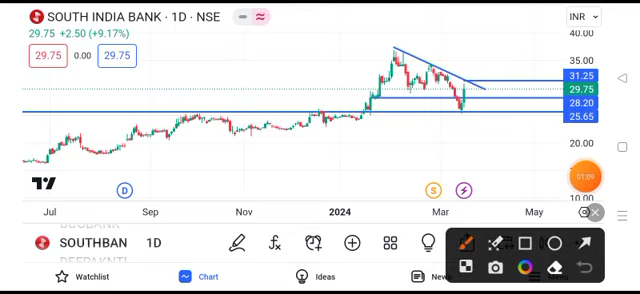 SOUTH INDIA BANK · 1D · NSE
INR
29.75 +2.50 (+9.17%)
29.75 0.00 29.75
40.00
35.00
31.25
29.75
28.20
25.65
20.00
10.00
01:09
D S
Jul Sep Nov 2024 Mar May
SOUTHBAN 1D
Watchlist Chart Ideas